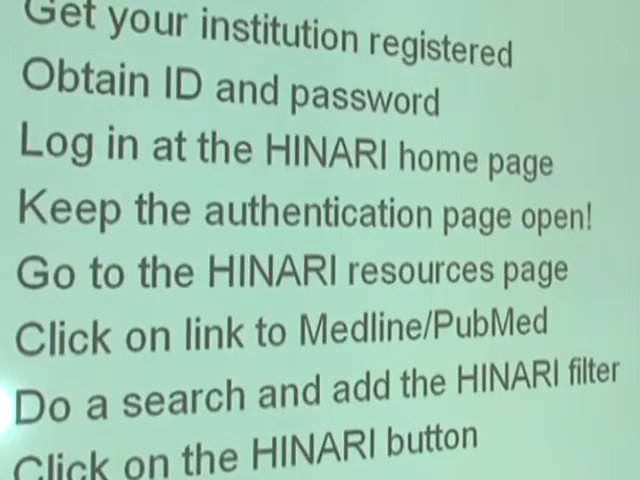 Get your institution registered
Obtain ID and password
Log in at the HINARI home page
Keep the authentication page open!
Go to the HINARI resources page
Click on link to Medline/PubMed
Do a search and add the HINARI filter
Click on the HINARI button